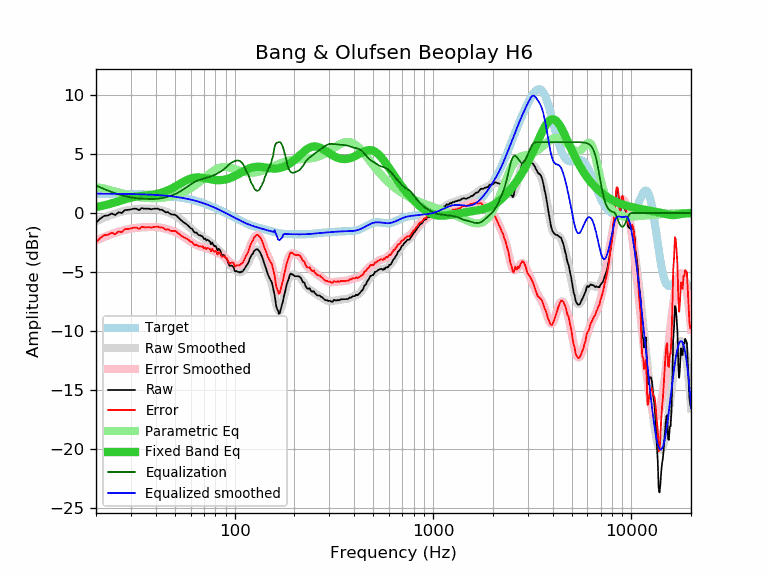 Bang & Olufsen Beoplay H6
Amplitude (dBr)
10
5
0
−5
−10
−15
−20
−25
Target
Raw Smoothed
Error Smoothed
Raw
Error
Parametric Eq
Fixed Band Eq
Equalization
Equalized smoothed
100 1000 10000
Frequency (Hz)